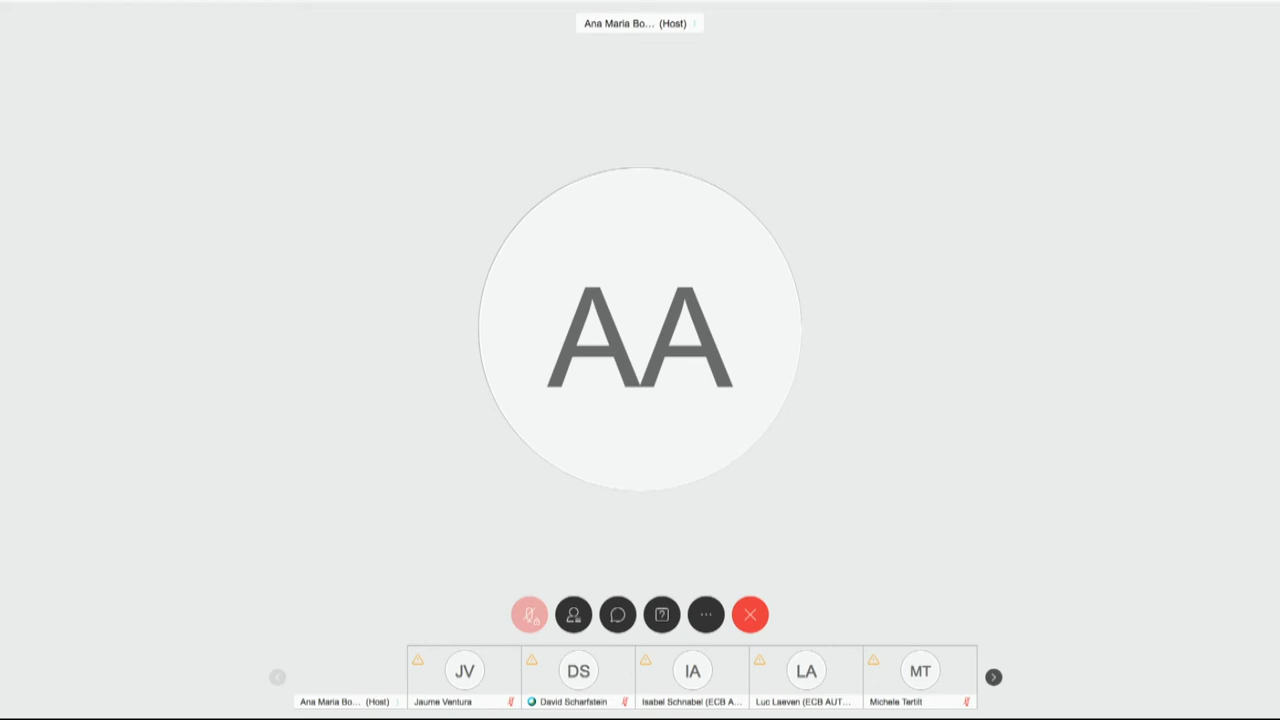 Ana Maria Bo... (Host)
AA
?
JV
DS
IA
LA
MT
Ana Maria Bo... (Host)
Jaume Ventura
David Scharfstein
Isabel Schnabel (ECB A...
Luc Laeven (ECB AUT...
Michele Tertilt